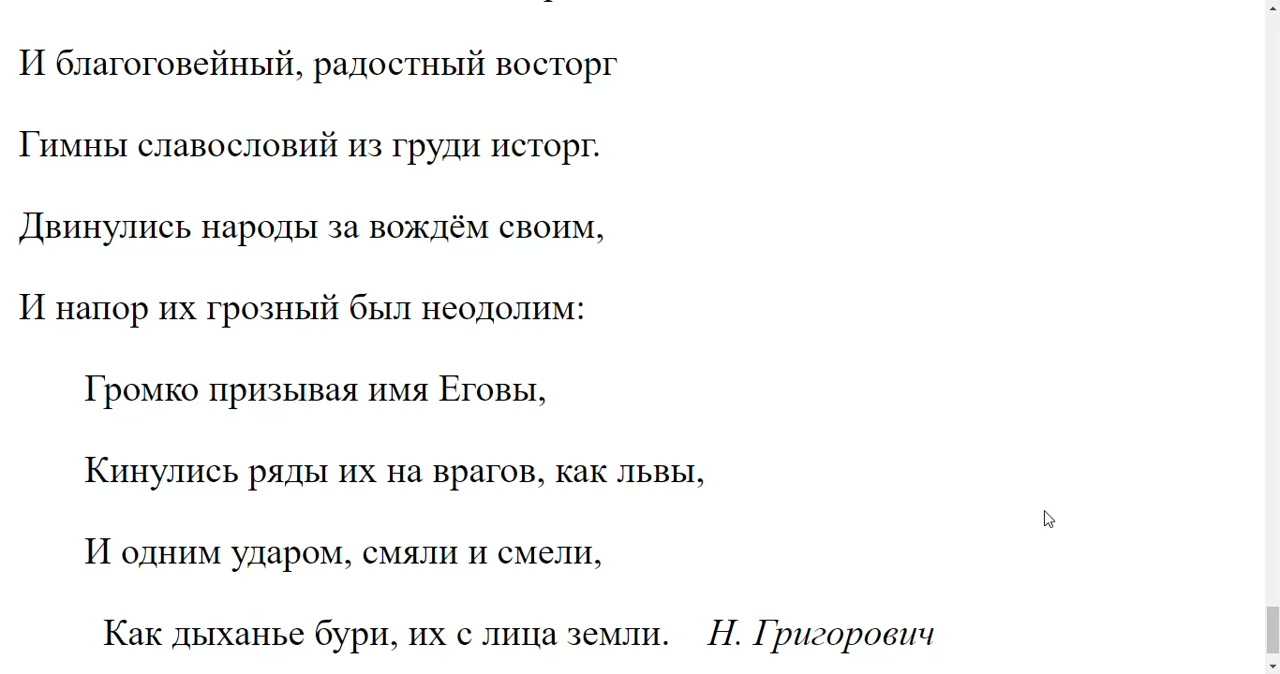 И благоговейный, радостный восторг
Гимны славословий из груди исторг.
Двинулись народы за вождём своим,
И напор их грозный был неодолим:
Громко призывая имя Еговы,
Кинулись ряды их на врагов, как львы,
И одним ударом, смяли и смели,
Как дыханье бури, их с лица земли. Н. Григорович